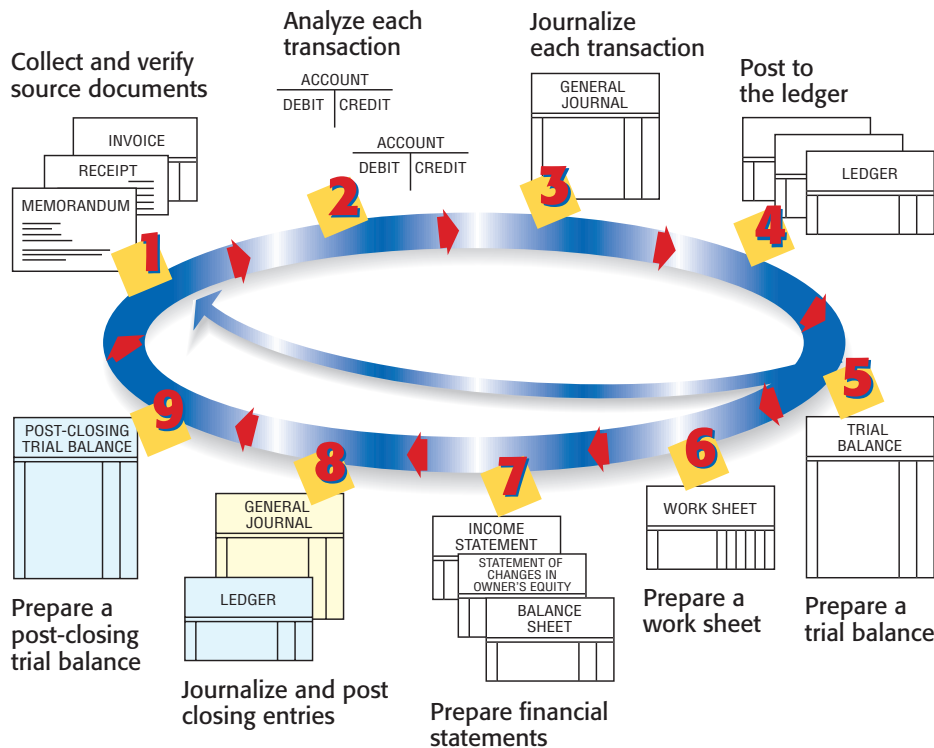 Collect and verify
source documents
INVOICE
RECEIPT
MEMORANDUM
1
Analyze each
transaction
ACCOUNT
DEBIT CREDIT
ACCOUNT
DEBIT CREDIT
2
Journalize
each transaction
GENERAL
JOURNAL
3
Post to
the ledger
LEDGER
4
5
TRIAL
BALANCE
Prepare a
trial balance
6
WORK SHEET
Prepare a
work sheet
7
INCOME
STATEMENT
STATEMENT OF
CHANGES IN
OWNER'S EQUITY
BALANCE
SHEET
Prepare financial
statements
8
GENERAL
JOURNAL
LEDGER
Journalize and post
closing entries
9
POST-CLOSING
TRIAL BALANCE
Prepare a
post-closing
trial balance